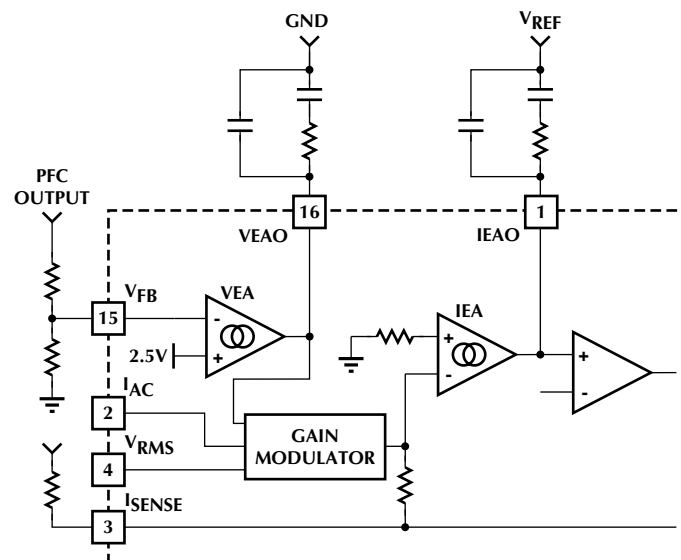 GND
VREF
PFC
OUTPUT
16
1
VEAO
IEAO
VFB
VEA
IEA
15
-
+
2.5V
+
-
+
-
IAC
2
GAIN
MODULATOR
VRMS
4
ISENSE
3